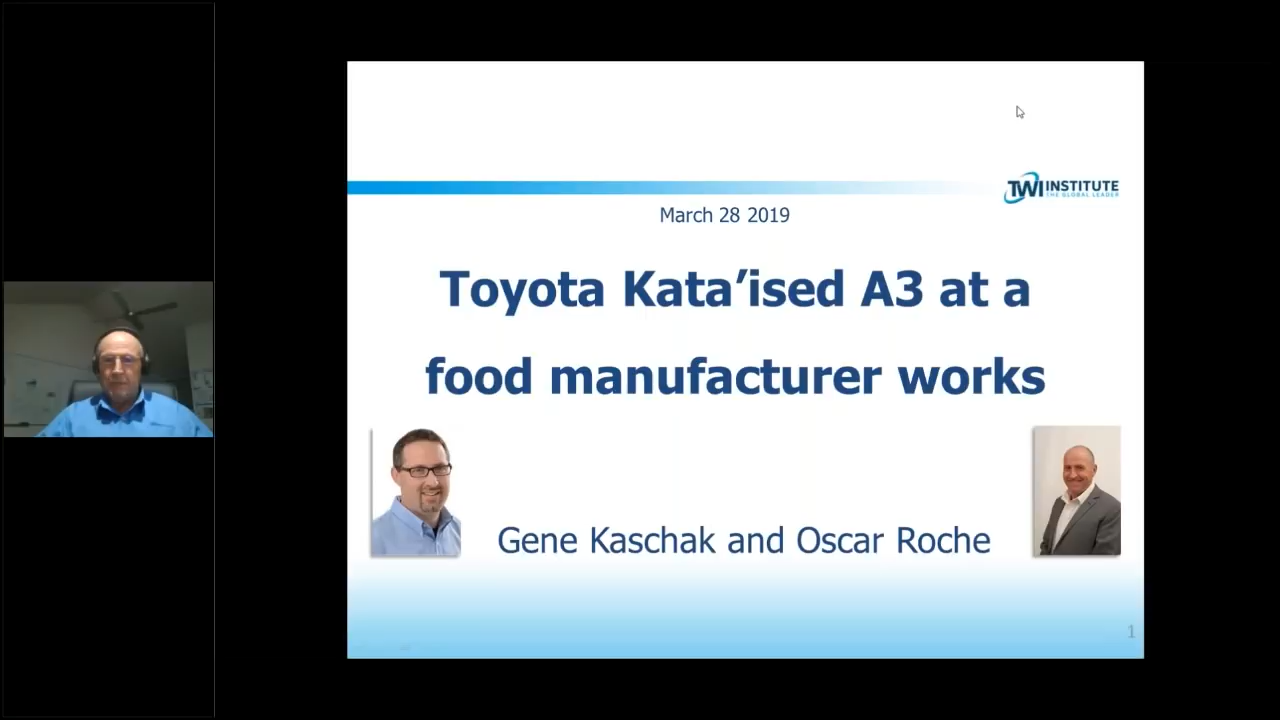 TWI INSTITUTE
THE GLOBAL LEADER
March 28 2019
Toyota Kata’ised A3 at a
food manufacturer works
Gene Kaschak and Oscar Roche
1